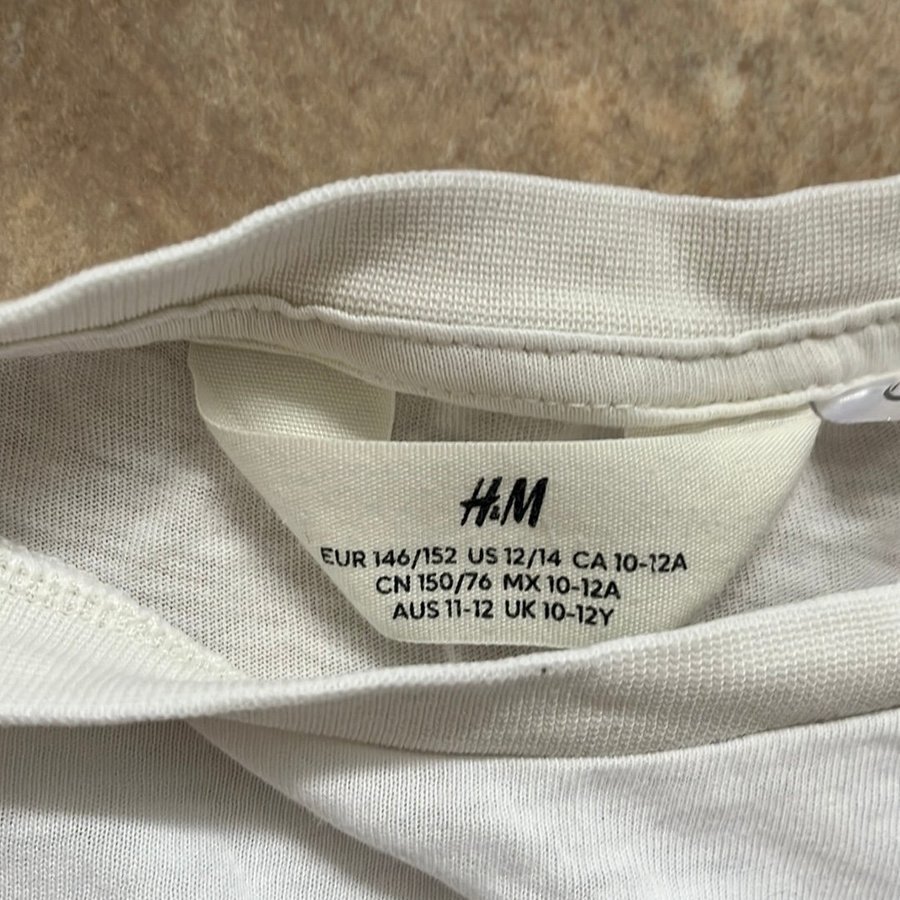 H&M
EUR 146/152 US 12/14 CA 10-12A
CN 150/76 MX 10-12A
AUS 11-12 UK 10-12Y